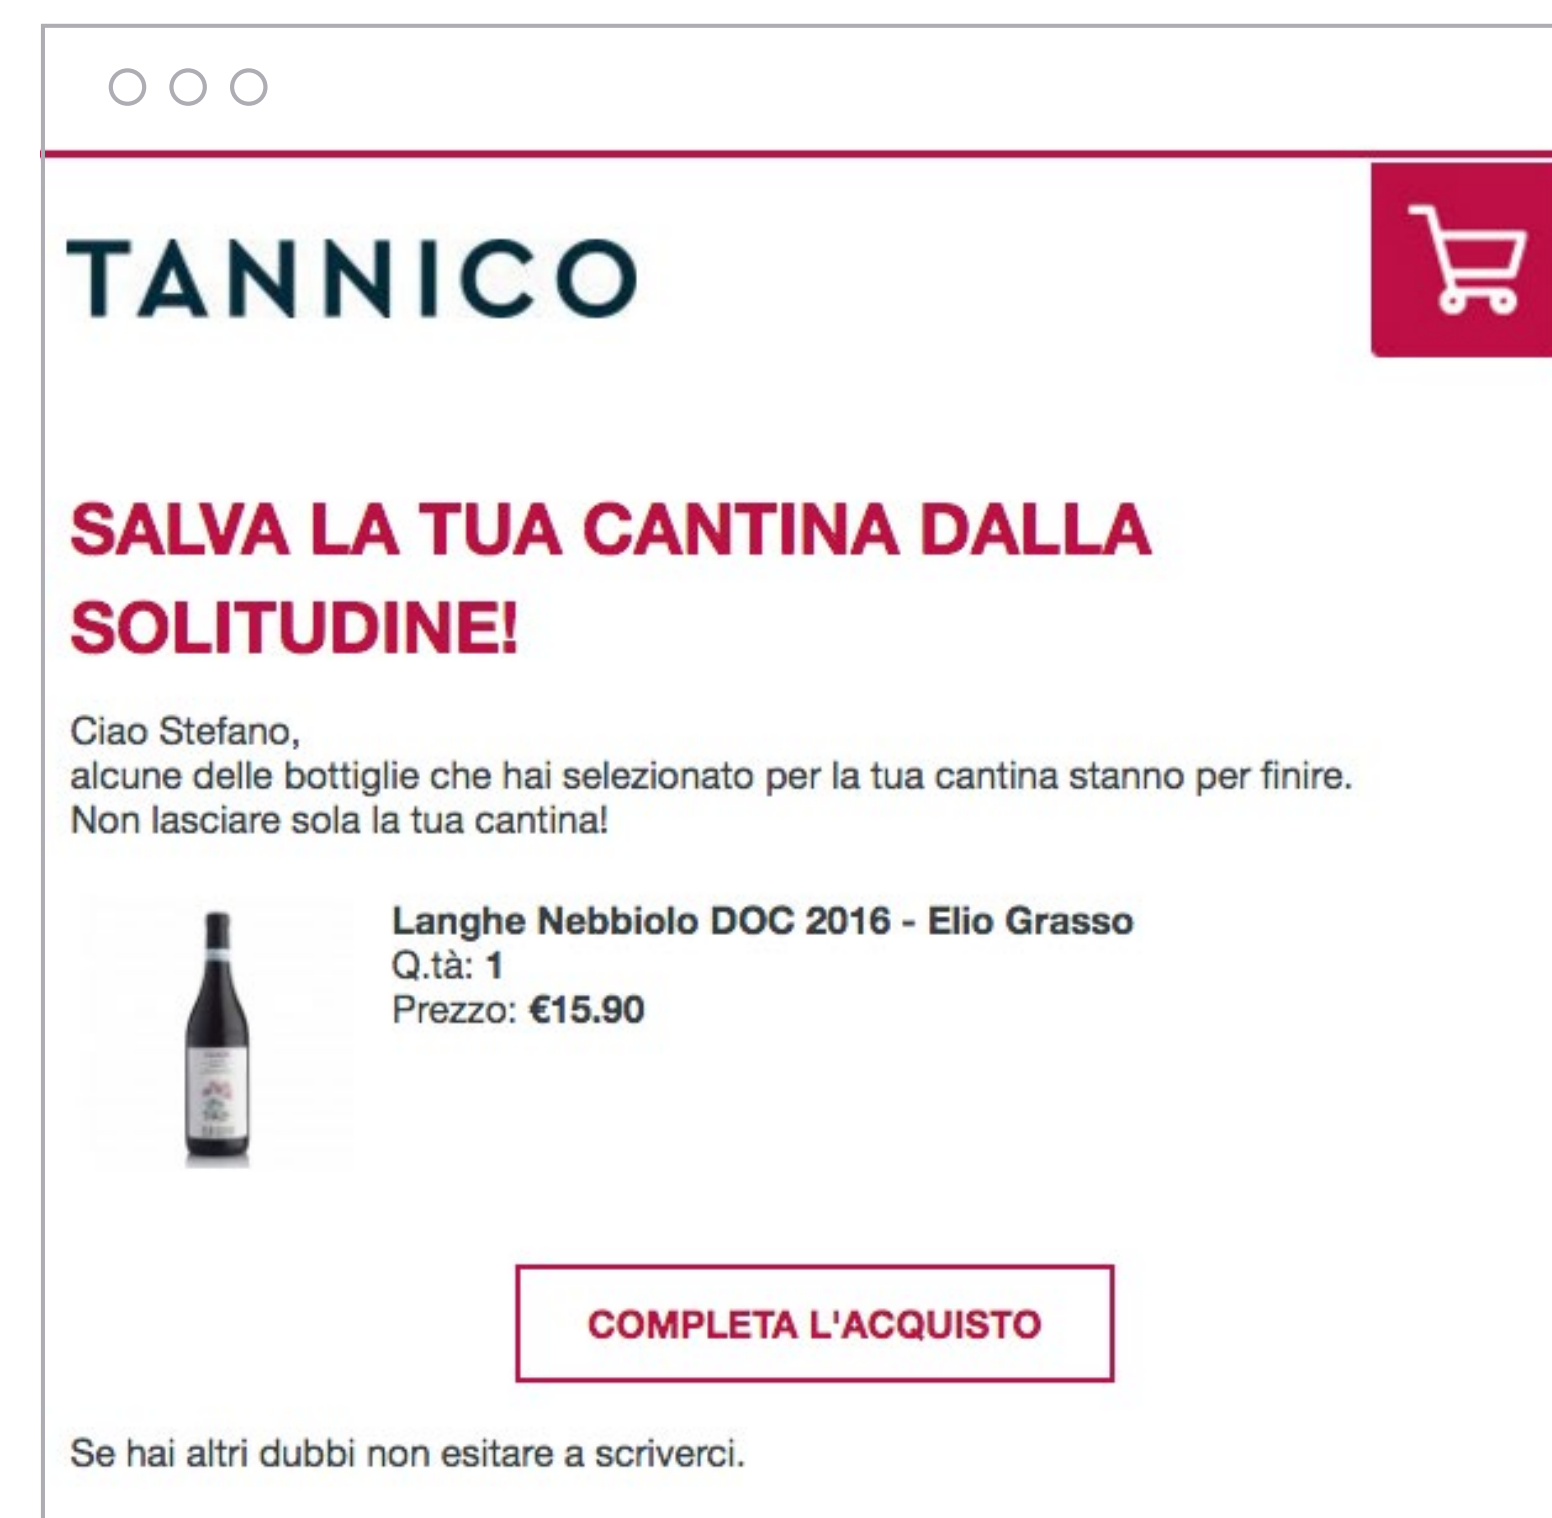 TANNICO
SALVA LA TUA CANTINA DALLA
SOLITUDINE!
Ciao Stefano,
alcune delle bottiglie che hai selezionato per la tua cantina stanno per finire.
Non lasciare sola la tua cantina!
Langhe Nebbiolo DOC 2016 - Elio Grasso
Q.tà: 1
Prezzo: €15.90
COMPLETA L'ACQUISTO
Se hai altri dubbi non esitare a scriverci.